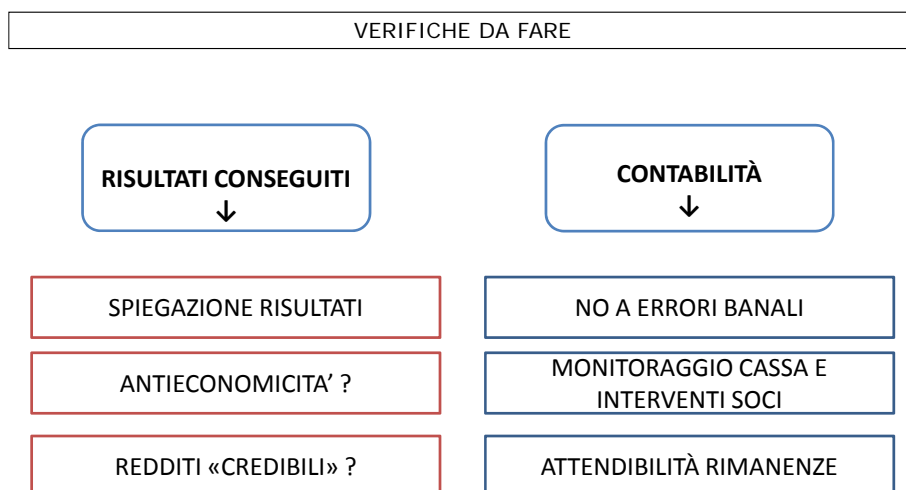 VERIFICHE DA FARE
RISULTATI CONSEGUITI
↓
SPIEGAZIONE RISULTATI
ANTIECONOMICITA’ ?
REDDITI «CREDIBILI» ?
CONTABILITÀ
↓
NO A ERRORI BANALI
MONITORAGGIO CASSA E
INTERVENTI SOCI
ATTENDIBILITÀ RIMANENZE